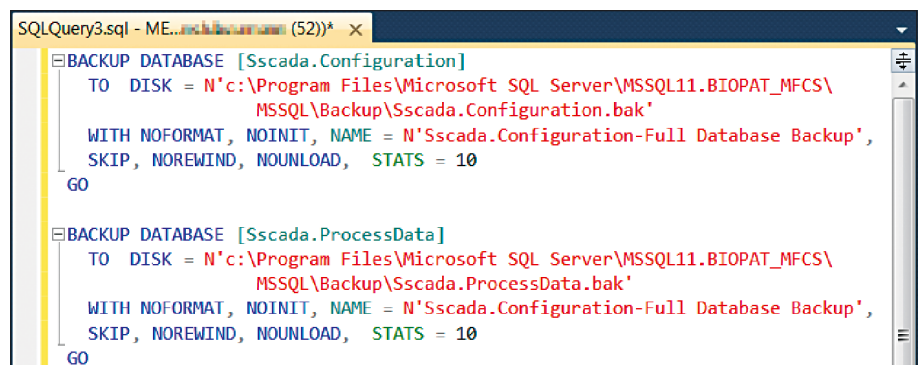 SQLQuery3.sql - ME... (52))*
BACKUP DATABASE [Sscada.Configuration]
TO DISK = N'c:\Program Files\Microsoft SQL Server\MSSQL11.BIOPAT_MFCS\
MSSQL\Backup\Sscada.Configuration.bak'
WITH NOFORMAT, NOINIT, NAME = N'Sscada.Configuration-Full Database Backup',
SKIP, NOREWIND, NOUNLOAD, STATS = 10
GO
BACKUP DATABASE [Sscada.ProcessData]
TO DISK = N'c:\Program Files\Microsoft SQL Server\MSSQL11.BIOPAT_MFCS\
MSSQL\Backup\Sscada.ProcessData.bak'
WITH NOFORMAT, NOINIT, NAME = N'Sscada.Configuration-Full Database Backup',
SKIP, NOREWIND, NOUNLOAD, STATS = 10
GO